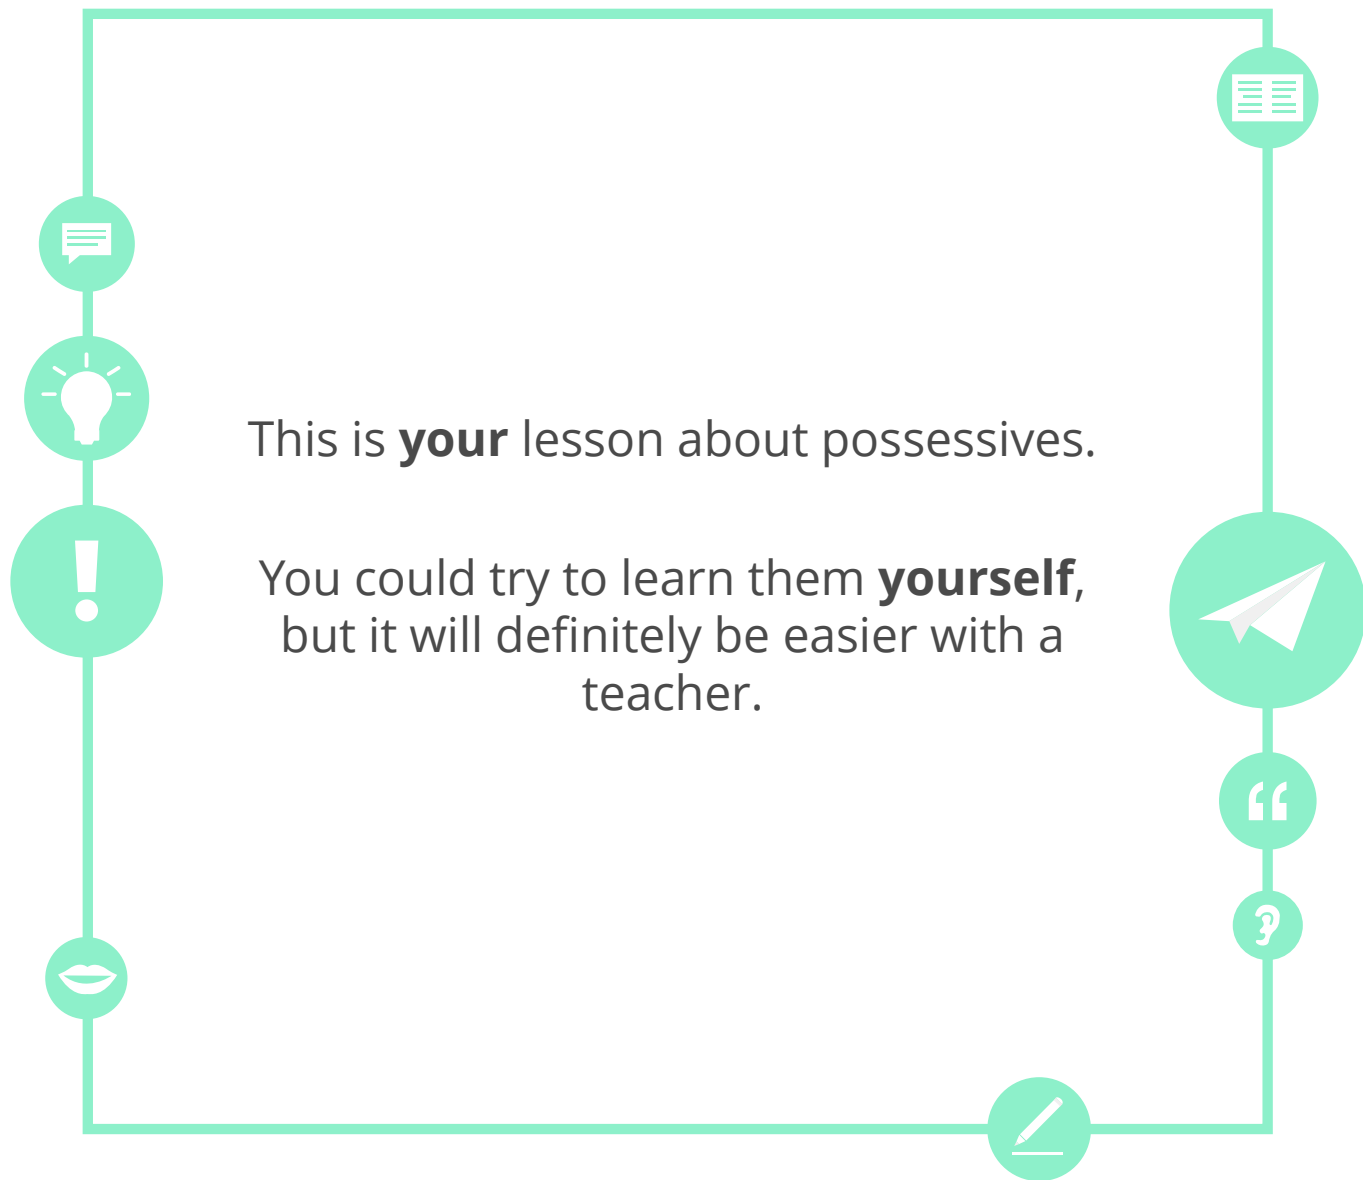 This is your lesson about possessives.
You could try to learn them yourself,
but it will definitely be easier with a
teacher.